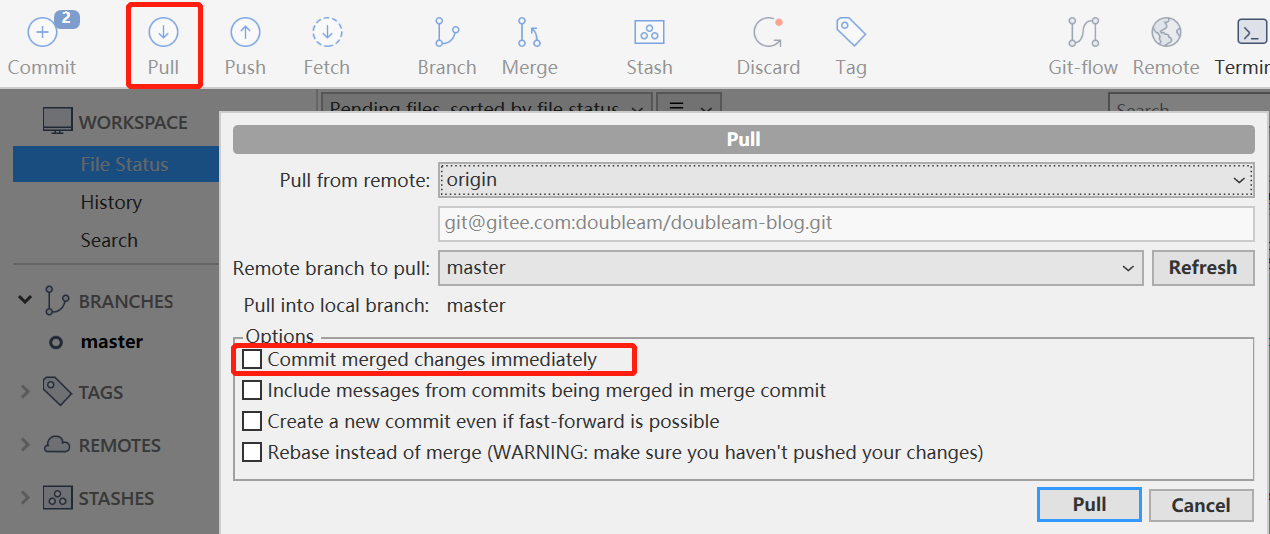 2
Commit Pull Push Fetch Branch Merge Stash Discard Tag Git-flow Remote Termin
Pending files, sorted by file status
Search
WORKSPACE
File Status
History
Search
BRANCHES
master
TAGS
REMOTES
STASHES
Pull
Pull from remote: origin
git@gitee.com:doubleam/doubleam-blog.git
Remote branch to pull: master Refresh
Pull into local branch: master
Options
Commit merged changes immediately
Include messages from commits being merged in merge commit
Create a new commit even if fast-forward is possible
Rebase instead of merge (WARNING: make sure you haven't pushed your changes)
Pull Cancel